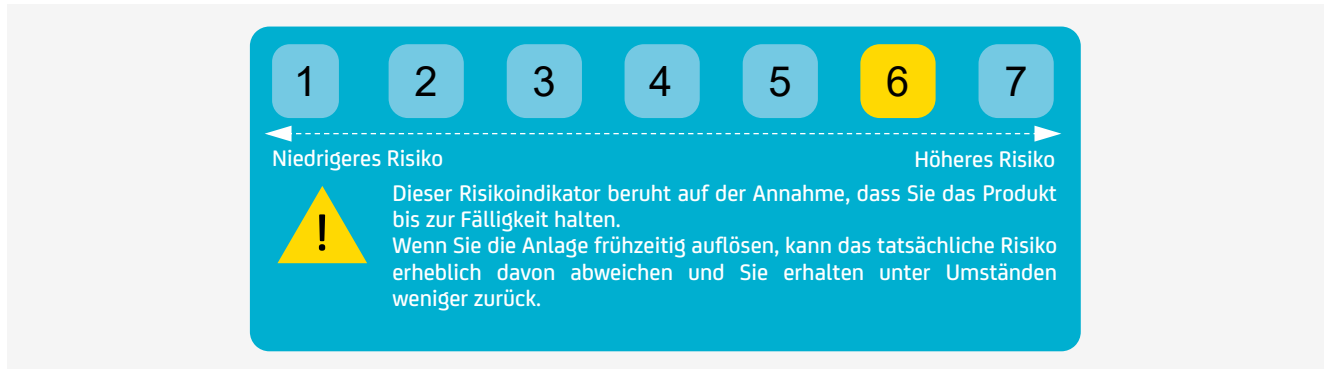 1 2 3 4 5 6 7
Niedrigeres Risiko Höheres Risiko
! Dieser Risikoindikator beruht auf der Annahme, dass Sie das Produkt
bis zur Fälligkeit halten.
Wenn Sie die Anlage frühzeitig auflösen, kann das tatsächliche Risiko
erheblich davon abweichen und Sie erhalten unter Umständen
weniger zurück.